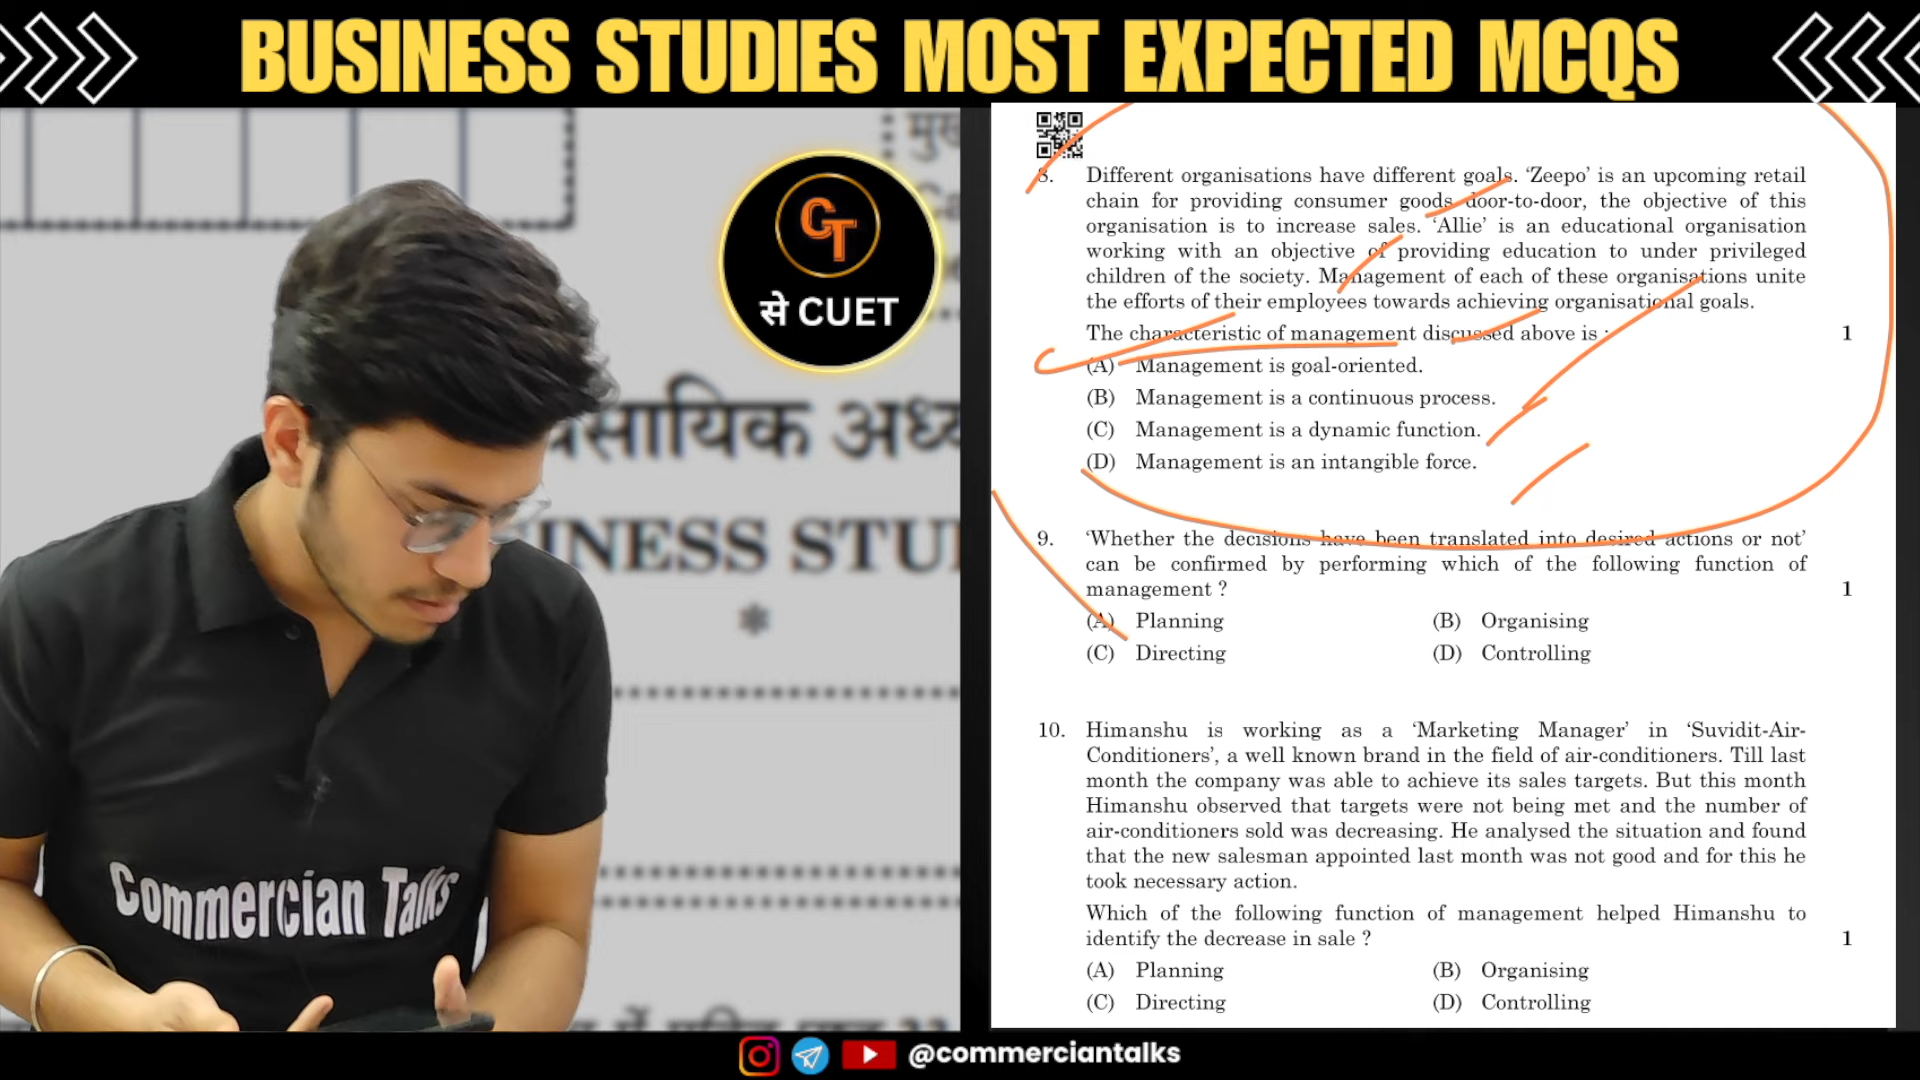 BUSINESS STUDIES MOST EXPECTED MCQS
CT
से CUET
INESS STU
*
Commercian Talks
8. Different organisations have different goals. ‘Zeepo’ is an upcoming retail
chain for providing consumer goods door-to-door, the objective of this
organisation is to increase sales. ‘Allie’ is an educational organisation
working with an objective of providing education to under privileged
children of the society. Management of each of these organisations unite
the efforts of their employees towards achieving organisational goals.
The characteristic of management discussed above is : 1
(A) Management is goal-oriented.
(B) Management is a continuous process.
(C) Management is a dynamic function.
(D) Management is an intangible force.
9. ‘Whether the decisions have been translated into desired actions or not’
can be confirmed by performing which of the following function of
management ? 1
(A) Planning (B) Organising
(C) Directing (D) Controlling
10. Himanshu is working as a ‘Marketing Manager’ in ‘Suvidit-Air-
Conditioners’, a well known brand in the field of air-conditioners. Till last
month the company was able to achieve its sales targets. But this month
Himanshu observed that targets were not being met and the number of
air-conditioners sold was decreasing. He analysed the situation and found
that the new salesman appointed last month was not good and for this he
took necessary action.
Which of the following function of management helped Himanshu to
identify the decrease in sale ? 1
(A) Planning (B) Organising
(C) Directing (D) Controlling
@commerciantalks